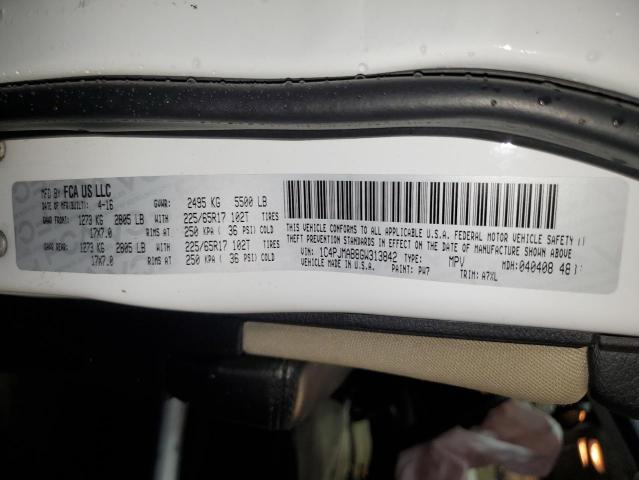 MFD BY FCA US LLC
DATE OF MFR/BUILT: 4-16 GVWR: 2495 KG 5500 LB
GAWR FRONT: 1273 KG 2805 LB WITH 225/65R17 102T TIRES
17X7.0 RIMS AT 250 KPA ( 36 PSI) COLD
GAWR REAR: 1273 KG 2805 LB WITH 225/65R17 102T TIRES
17X7.0 RIMS AT 250 KPA ( 36 PSI) COLD
THIS VEHICLE CONFORMS TO ALL APPLICABLE U.S.A. FEDERAL MOTOR VEHICLE SAFETY
THEFT PREVENTION STANDARDS IN EFFECT ON THE DATE OF MANUFACTURE SHOWN ABOVE
VIN: 1C4PJMAB8GW313842 TYPE: MPV MDH: 040408 48
VEHICLE MADE IN U.S.A. PAINT: PW7 TRIM: A7XL